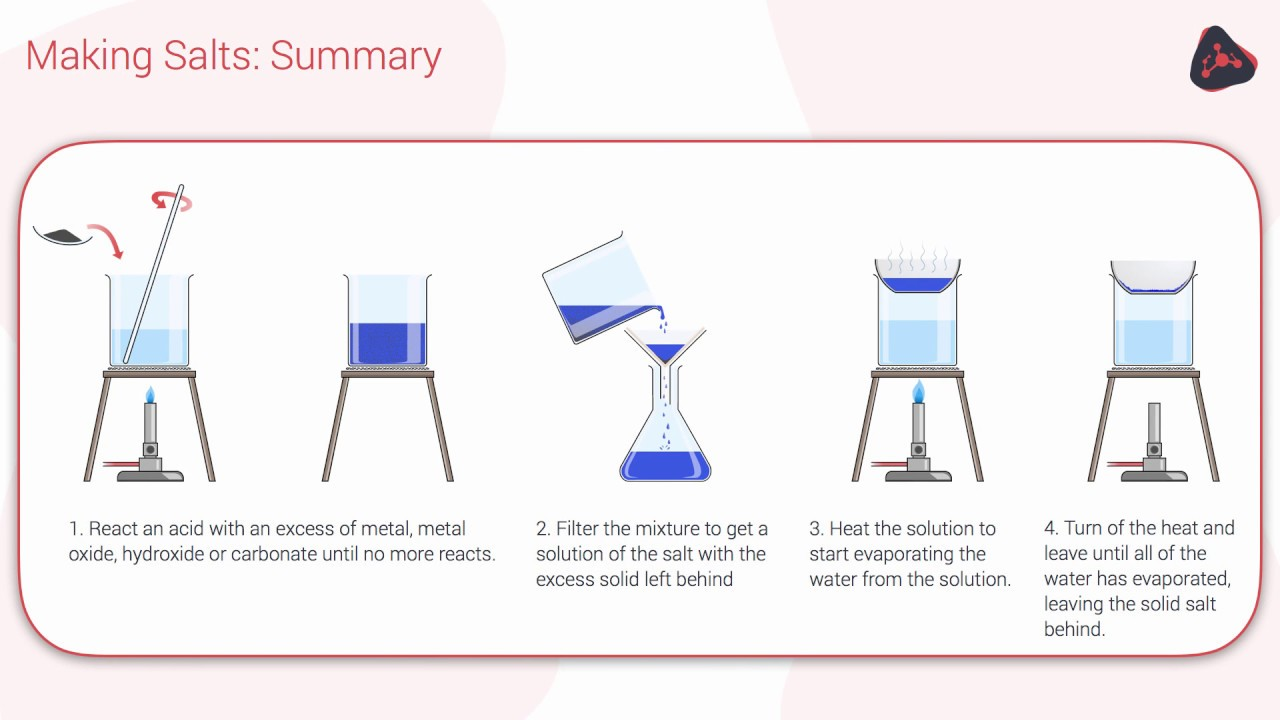 Making Salts: Summary
1. React an acid with an excess of metal, metal
oxide, hydroxide or carbonate until no more reacts.
2. Filter the mixture to get a
solution of the salt with the
excess solid left behind
3. Heat the solution to
start evaporating the
water from the solution.
4. Turn of the heat and
leave until all of the
water has evaporated,
leaving the solid salt
behind.